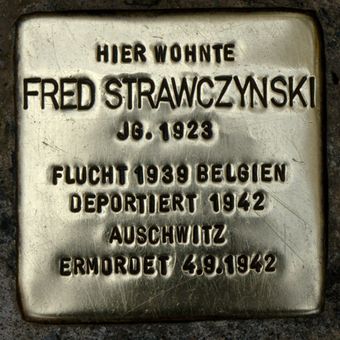 HIER WOHNTE
FRED STRAWCZYNSKI
JG. 1923
FLUCHT 1939 BELGIEN
DEPORTIERT 1942
AUSCHWITZ
ERMORDET 4.9.1942